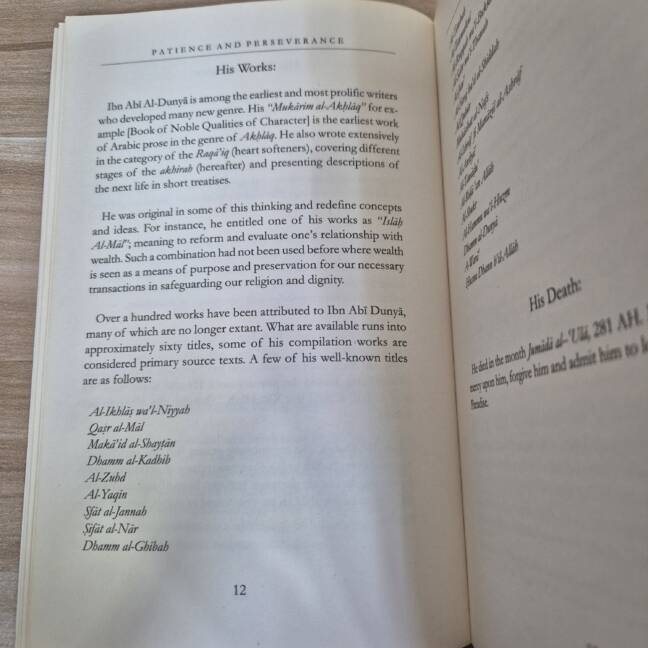 PATIENCE AND PERSEVERANCE
His Works:
Ibn Abī Al-Dunyā is among the earliest and most prolific writers
who developed many new genre. His “Mukārim al-Akhlāq” for ex-
ample [Book of Noble Qualities of Character] is the earliest work
of Arabic prose in the genre of Akhlāq. He also wrote extensively
in the category of the Raqā’iq (heart softeners), covering different
stages of the akhirah (hereafter) and presenting descriptions of
the next life in short treatises.
He was original in some of this thinking and redefine concepts
and ideas. For instance, he entitled one of his works as “Islāḥ
Al-Māl”; meaning to reform and evaluate one’s relationship with
wealth. Such a combination had not been used before where wealth
is seen as a means of purpose and preservation for our necessary
transactions in safeguarding our religion and dignity.
Over a hundred works have been attributed to Ibn Abī Dunyā,
many of which are no longer extant. What are available runs into
approximately sixty titles, some of his compilation works are
considered primary source texts. A few of his well-known titles
are as follows:
Al-Ikhlāṣ wa’l-Niyyah
Qaṣr al-Māl
Makā’id al-Shayṭān
Dhamm al-Kadhib
Al-Zuhd
Al-Yaqin
Ṣfāt al-Jannah
Ṣifāt al-Nār
Dhamm al-Ghibah
12
Dhamm al-Dunyā
His Death:
He died in the month Jumādā al-’Ulā, 281 AH.
mercy upon him, forgive him and admit him to
Paradise.